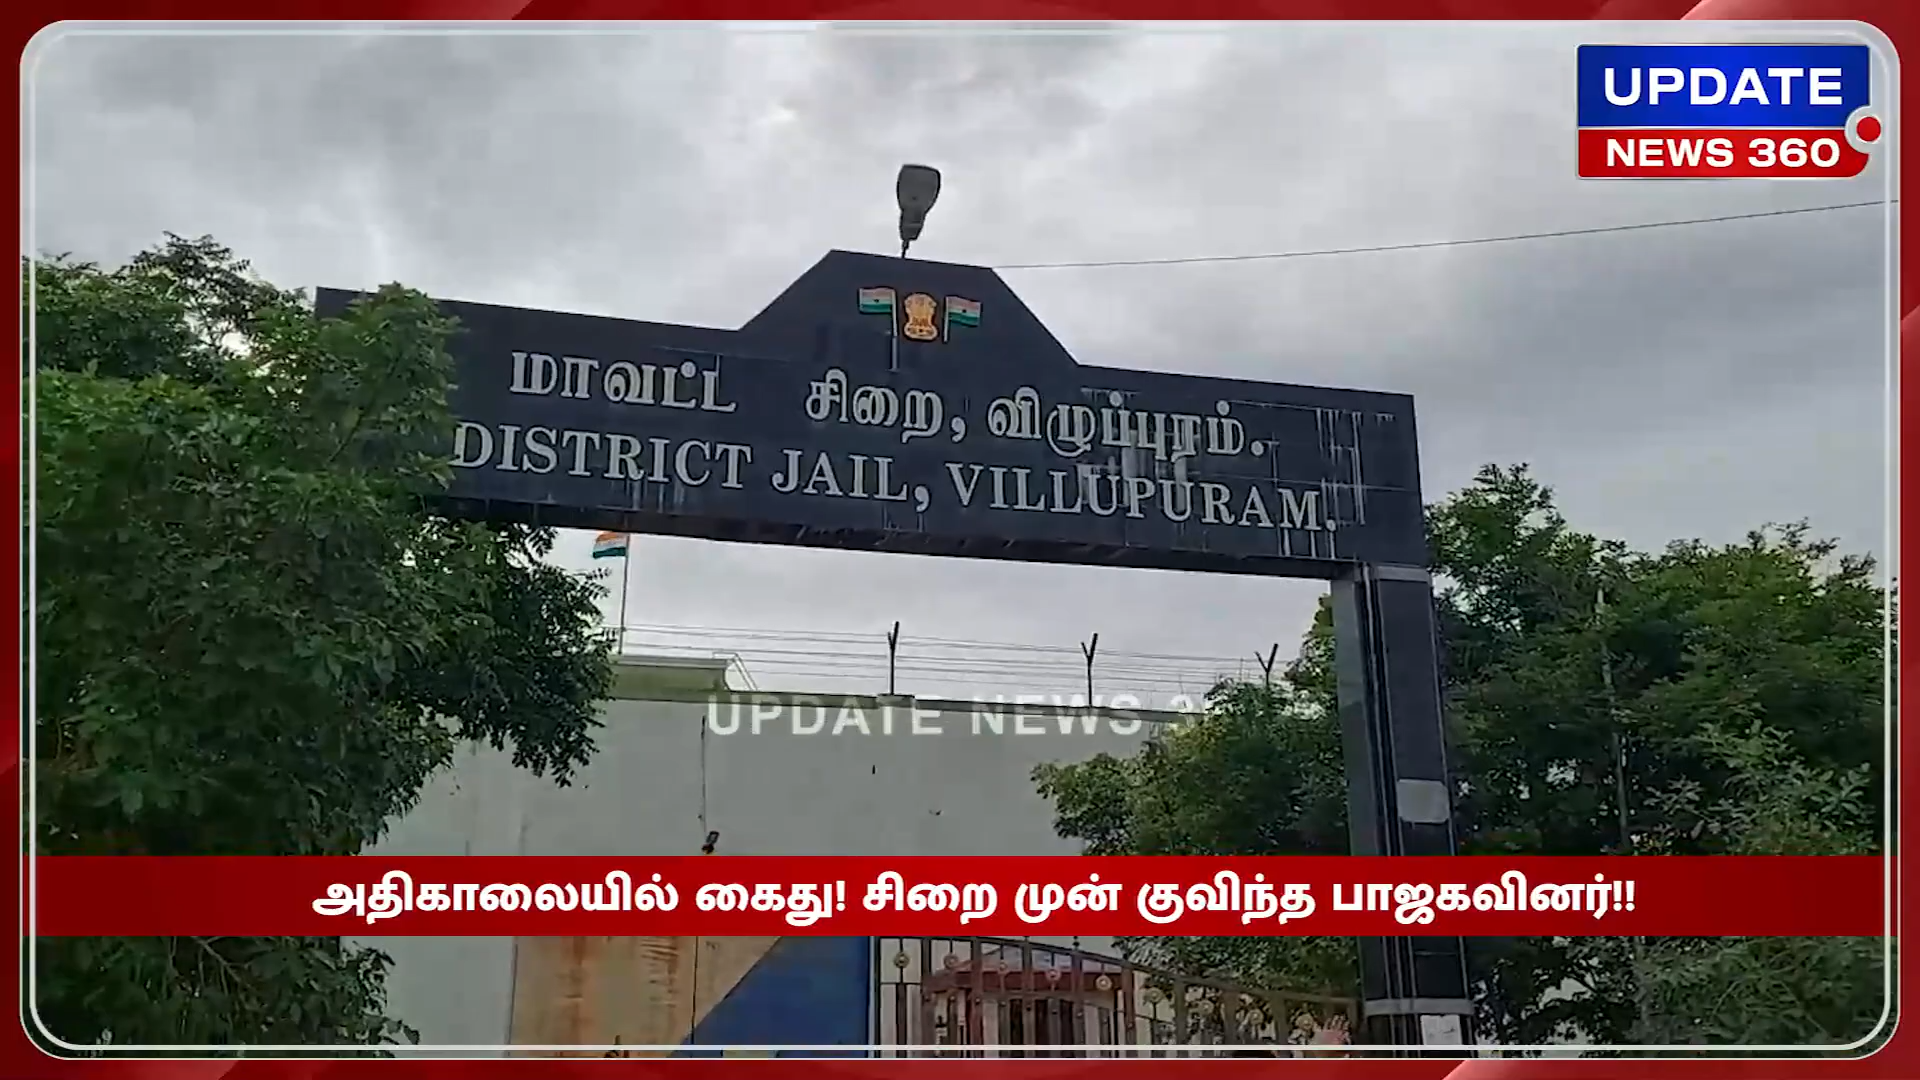 UPDATE
NEWS 360
மாவட்ட சிறை, விழுப்புரம்.
DISTRICT JAIL, VILLUPURAM.
UPDATE NEWS 3
அதிகாலையில் கைது! சிறை முன் குவிந்த பாஜகவினர்!!